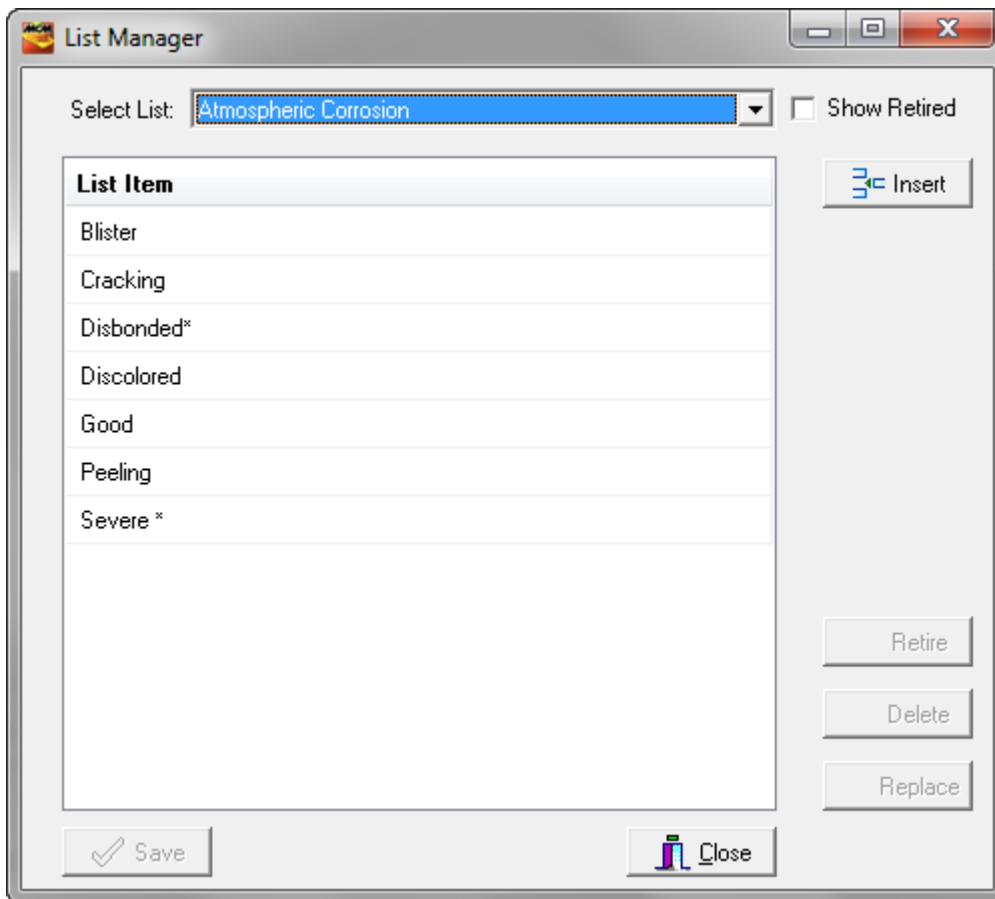 MCM
List Manager
Select List: Atmospheric Corrosion Show Retired
List Item
Insert
Blister
Cracking
Disbonded*
Discolored
Good
Peeling
Severe *
Retire
Delete
Replace
Save Close